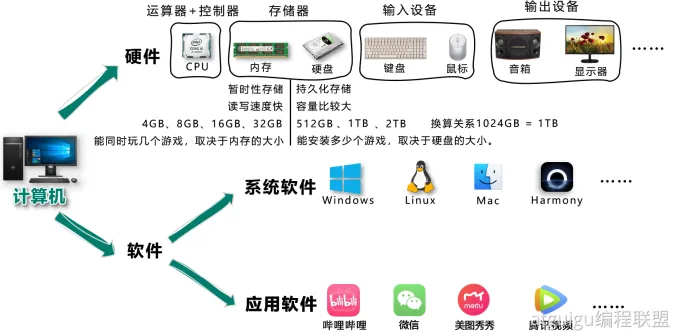 运算器+控制器
存储器
输入设备
输出设备
硬件
CPU
内存
硬盘
键盘
鼠标
音箱
显示器
……
暂时性存储
持久化存储
读写速度快
容量比较大
4GB、8GB、16GB、32GB
512GB 、1TB 、2TB
换算关系1024GB = 1TB
能同时玩几个游戏，取决于内存的大小
能安装多少个游戏，取决于硬盘的大小。
计算机
系统软件
Windows
Linux
Mac
Harmony
……
软件
应用软件
bilibili
meitu
哔哩哔哩
微信
美图秀秀
腾讯视频
……
atguigu编程联盟